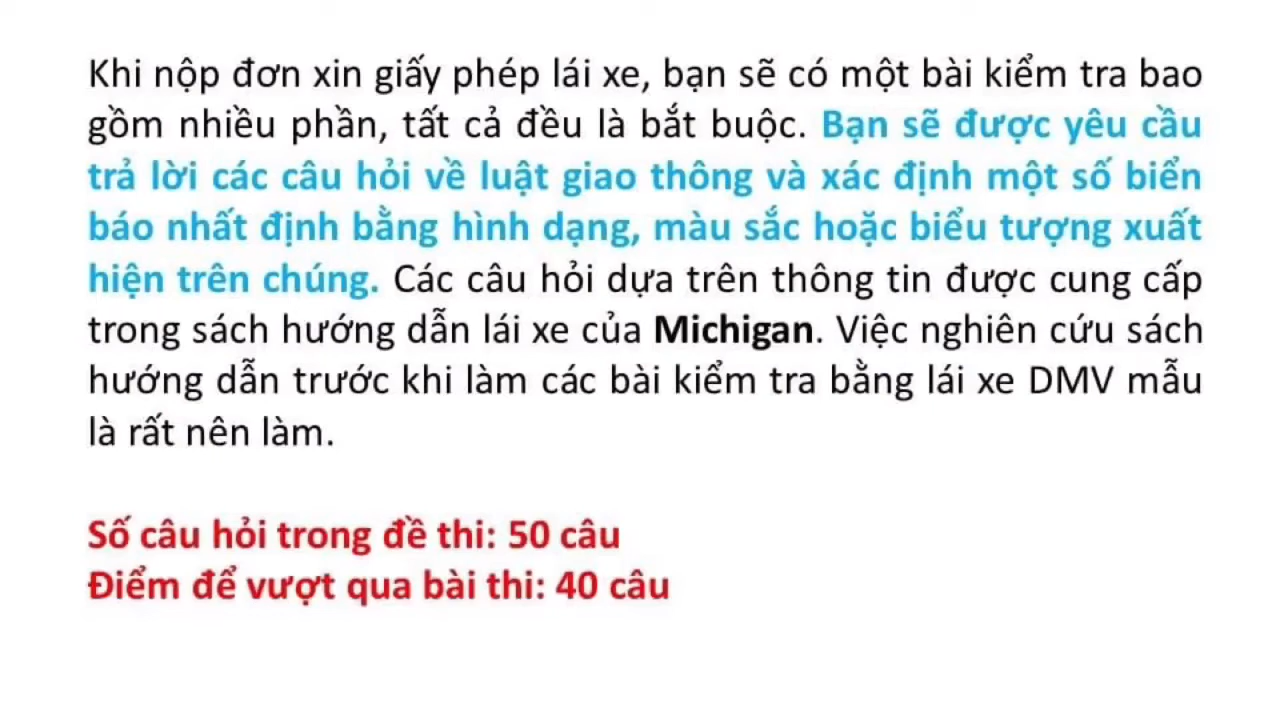 Khi nộp đơn xin giấy phép lái xe, bạn sẽ có một bài kiểm tra bao
gồm nhiều phần, tất cả đều là bắt buộc. Bạn sẽ được yêu cầu
trả lời các câu hỏi về luật giao thông và xác định một số biển
báo nhất định bằng hình dạng, màu sắc hoặc biểu tượng xuất
hiện trên chúng. Các câu hỏi dựa trên thông tin được cung cấp
trong sách hướng dẫn lái xe của Michigan. Việc nghiên cứu sách
hướng dẫn trước khi làm các bài kiểm tra bằng lái xe DMV mẫu
là rất nên làm.
Số câu hỏi trong đề thi: 50 câu
Điểm để vượt qua bài thi: 40 câu